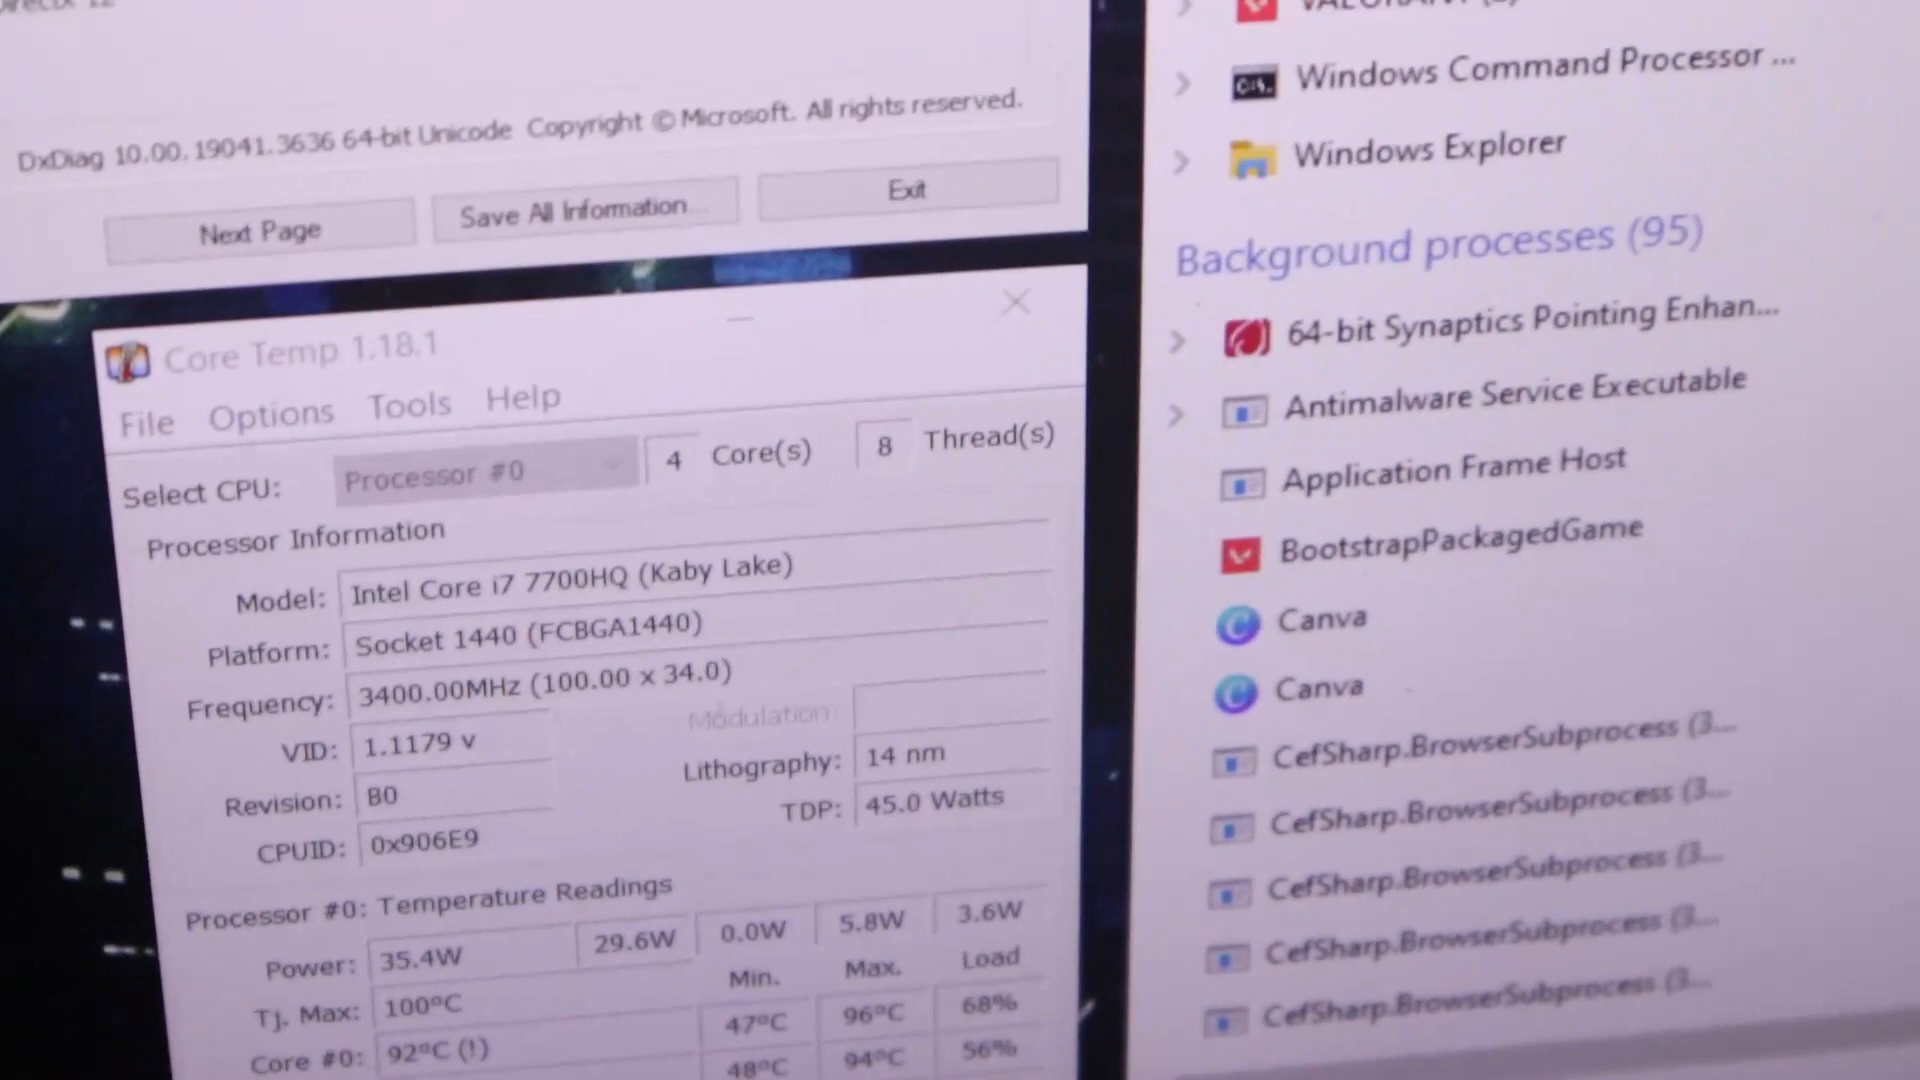 DxDiag 10.00.19041.3636 64-bit Unicode Copyright © Microsoft. All rights reserved.
Next Page
Save All Information...
Exit
Core Temp 1.18.1
File Options Tools Help
Select CPU: Processor #0 4 Core(s) 8 Thread(s)
Processor Information
Model: Intel Core i7 7700HQ (Kaby Lake)
Platform: Socket 1440 (FCBGA1440)
Frequency: 3400.00MHz (100.00 x 34.0)
VID: 1.1179 v
Modulation:
Revision: B0
Lithography: 14 nm
CPUID: 0x906E9
TDP: 45.0 Watts
Processor #0: Temperature Readings
Power: 35.4W 29.6W 0.0W 5.8W 3.6W
Min. Max. Load
Tj. Max: 100°C 47°C 96°C 68%
Core #0: 92°C (!) 48°C 94°C 56%
VALORANT
Windows Command Processor ...
Windows Explorer
Background processes (95)
64-bit Synaptics Pointing Enhan...
Antimalware Service Executable
Application Frame Host
BootstrapPackagedGame
Canva
Canva
CefSharp.BrowserSubprocess (3...
CefSharp.BrowserSubprocess (3...
CefSharp.BrowserSubprocess (3...
CefSharp.BrowserSubprocess (3...
CefSharp.BrowserSubprocess (3...